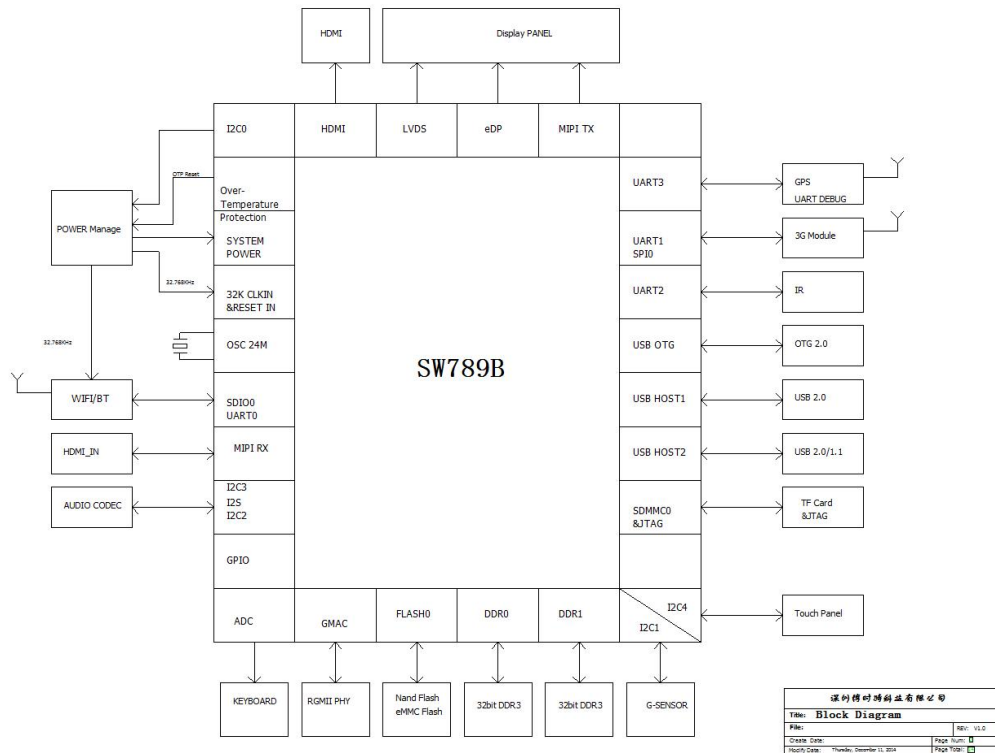 HDMI
Display PANEL
I2C0
HDMI
LVDS
eDP
MIPI TX
OTP Reset
Over-
Temperature
Protection
POWER Manage
SYSTEM
POWER
32.768KHz
32K CLKIN
&RESET IN
32.768KHz
OSC 24M
WIFI/BT
SDIO0
UART0
HDMI_IN
MIPI RX
AUDIO CODEC
I2C3
I2S
I2C2
GPIO
SW789B
UART3
GPS
UART DEBUG
UART1
SPI0
3G Module
UART2
IR
USB OTG
OTG 2.0
USB HOST1
USB 2.0
USB HOST2
USB 2.0/1.1
SDMMC0
&JTAG
TF Card
&JTAG
ADC
GMAC
FLASH0
DDR0
DDR1
I2C4
I2C1
Touch Panel
KEYBOARD
RGMII PHY
Nand Flash
eMMC Flash
32bit DDR3
32bit DDR3
G-SENSOR
Title: Block Diagram
File:
REV: V1.0
Create Date:
Page Num:
Modify Date: Thursday, December 11, 2014
Page Total: